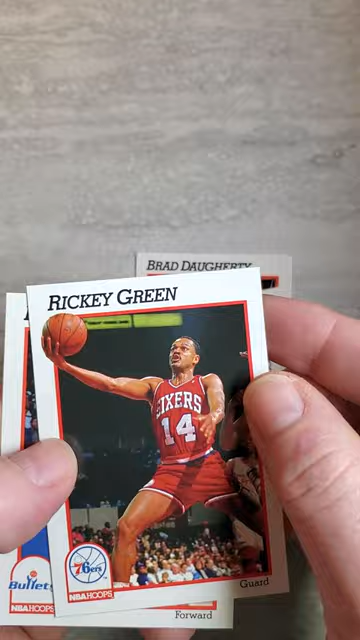 BRAD DAUGHERTY
RICKEY GREEN
SIXERS
14
76ers
NBA HOOPS
Guard
Bullets
NBA HOOPS
Forward